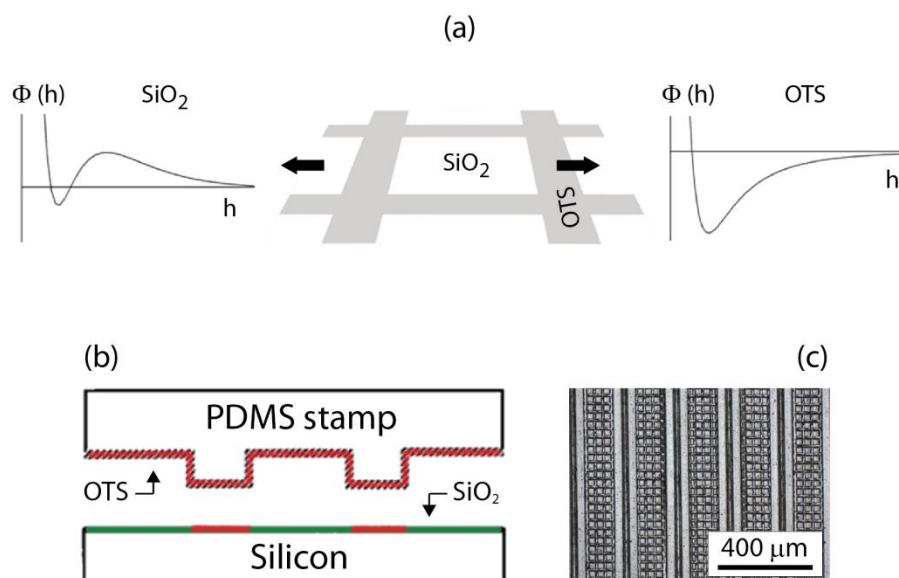 (a)
Φ (h)
SiO₂
h
SiO₂
OTS
Φ (h)
OTS
h
(b)
PDMS stamp
OTS
SiO₂
Silicon
(c)
400 μm